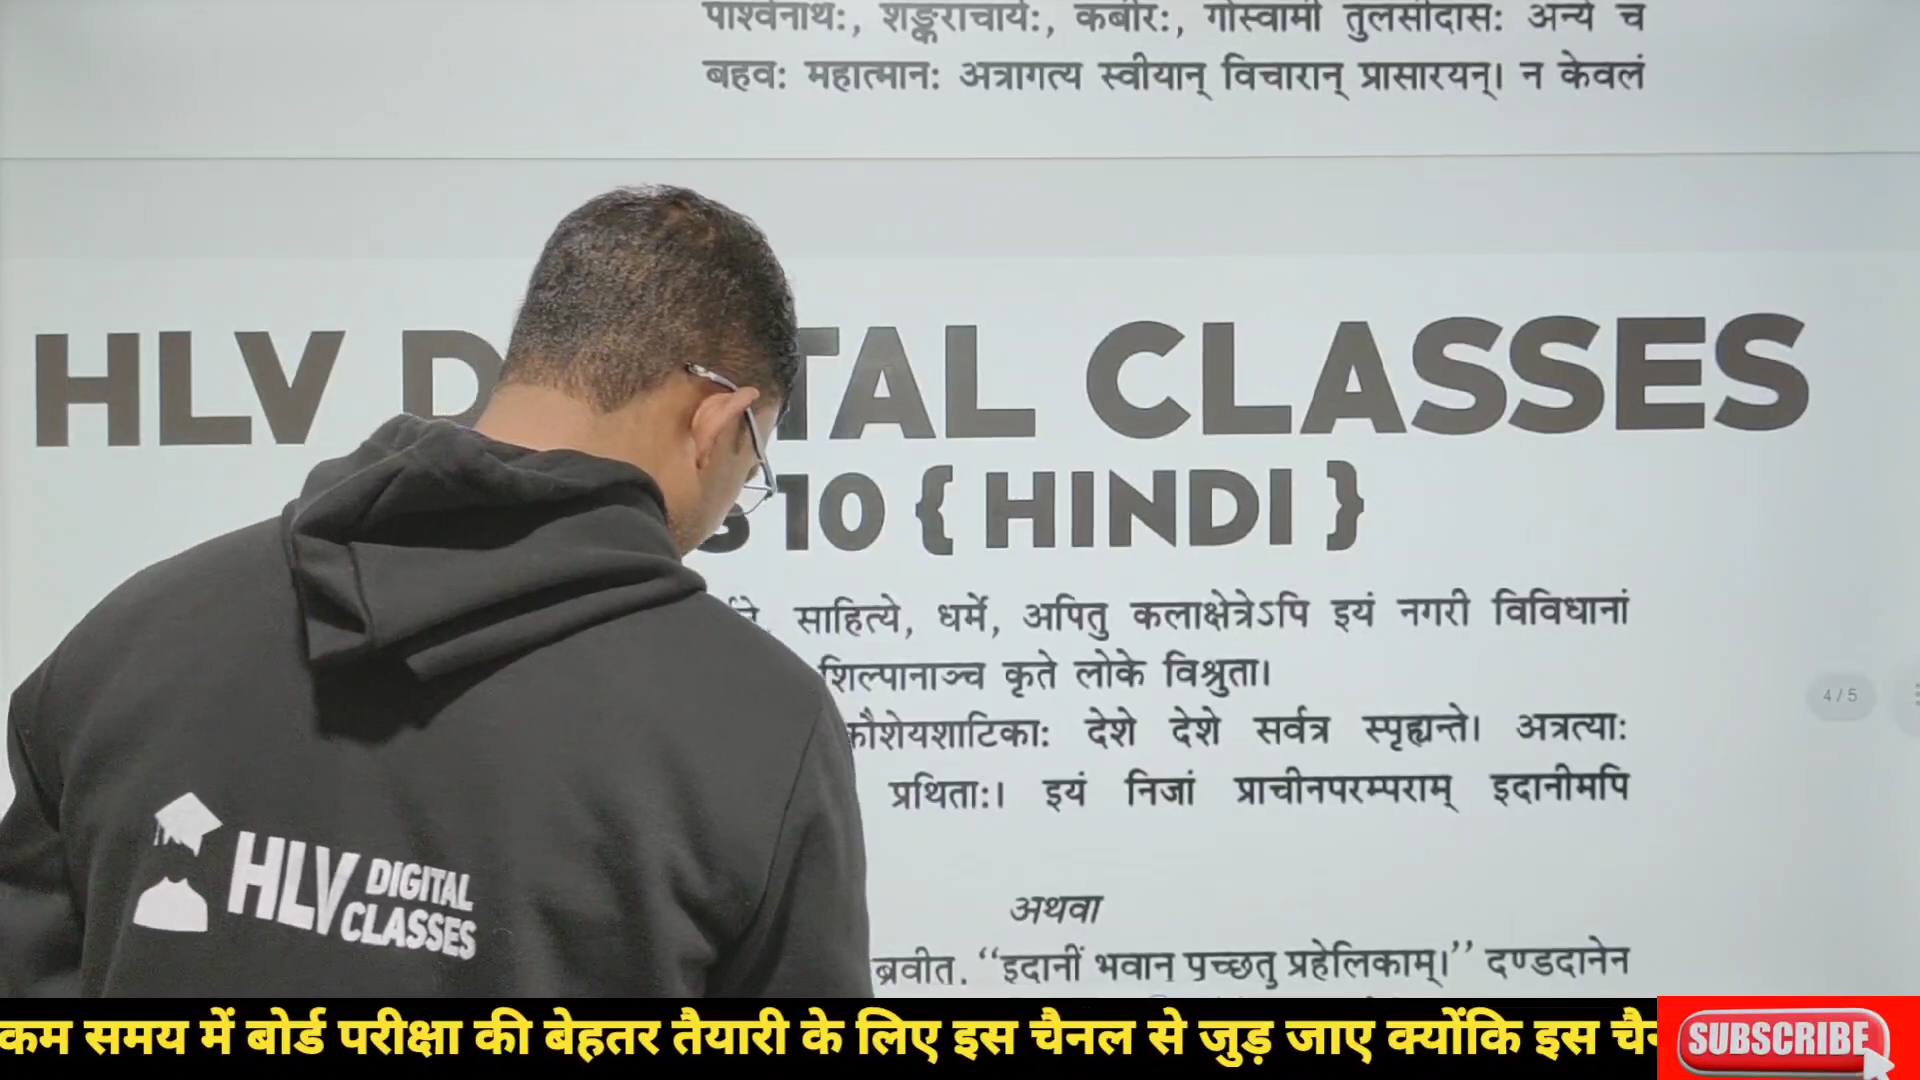 पार्श्वनाथः, शङ्कराचार्यः, कबीरः, गोस्वामी तुलसीदासः अन्ये च
बहवः महात्मानः अत्रागत्य स्वीयान् विचारान् प्रासारयन्। न केवलं
HLV DIGITAL CLASSES
10 { HINDI }
साहित्ये, धर्मे, अपितु कलाक्षेत्रेऽपि इयं नगरी विविधानां
शिल्पानाञ्च कृते लोके विश्रुता।
कौशेयशाटिकाः देशे देशे सर्वत्र स्पृह्यन्ते। अत्रत्याः
प्रथिताः। इयं निजां प्राचीनपरम्पराम् इदानीमपि
4 / 5
अथवा
ब्रवीत्. ‘‘इदानीं भवान् पृच्छतु प्रहेलिकाम्।’’ दण्डदानेन
HLV DIGITAL CLASSES
कम समय में बोर्ड परीक्षा की बेहतर तैयारी के लिए इस चैनल से जुड़ जाए क्योंकि इस
SUBSCRIBE